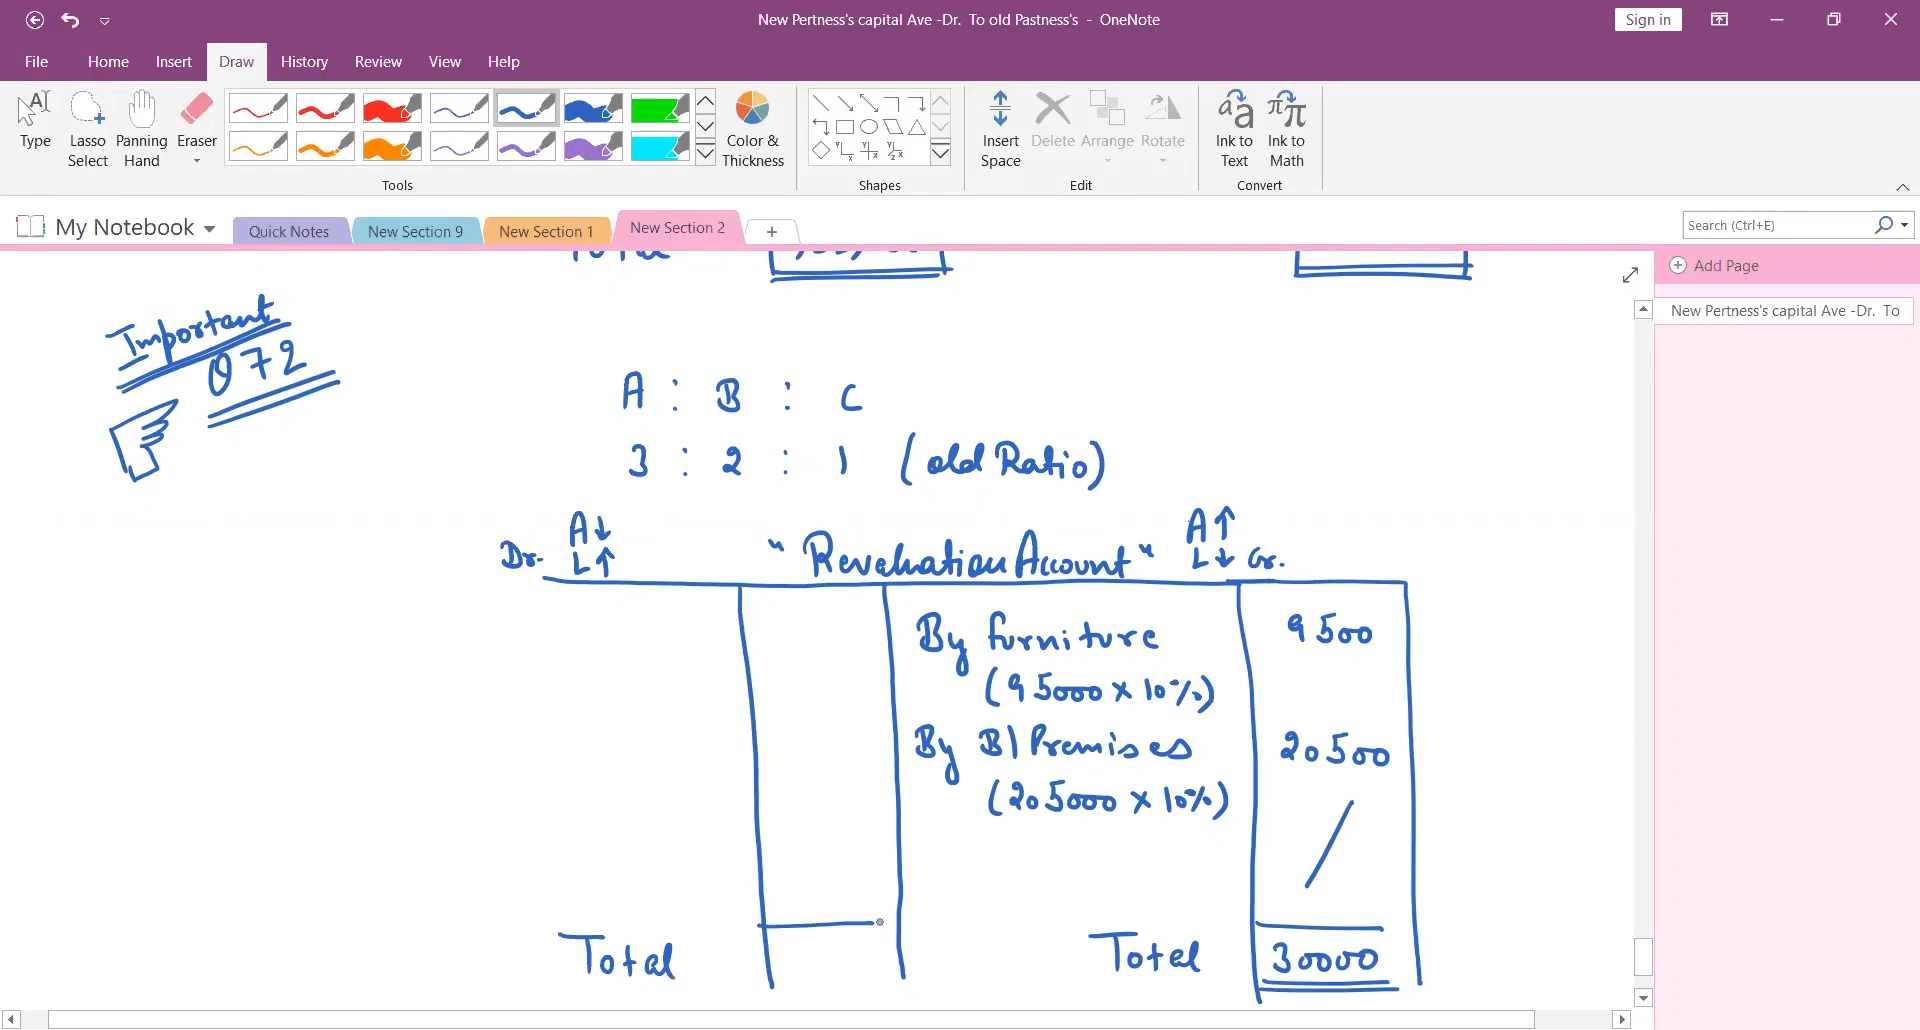 New Pertness's capital Ave -Dr. To old Pastness's - OneNote
Sign in
File Home Insert Draw History Review View Help
Type
Lasso Select
Panning Hand
Eraser
Color & Thickness
Insert Space
Delete
Arrange
Rotate
Ink to Text
Ink to Math
Tools
Shapes
Edit
Convert
My Notebook
Quick Notes
New Section 9
New Section 1
New Section 2
Search (Ctrl+E)
Add Page
New Pertness's capital Ave -Dr. To
Total
Important
Q72
A : B : C
3 : 2 : 1 (old Ratio)
A↓ A↑
Dr. L↑ "Revaluation Account" L↓ Cr.
By furniture 9500
(95000 × 10%)
By B/Premises 20500
(205000 × 10%)
Total Total 30000